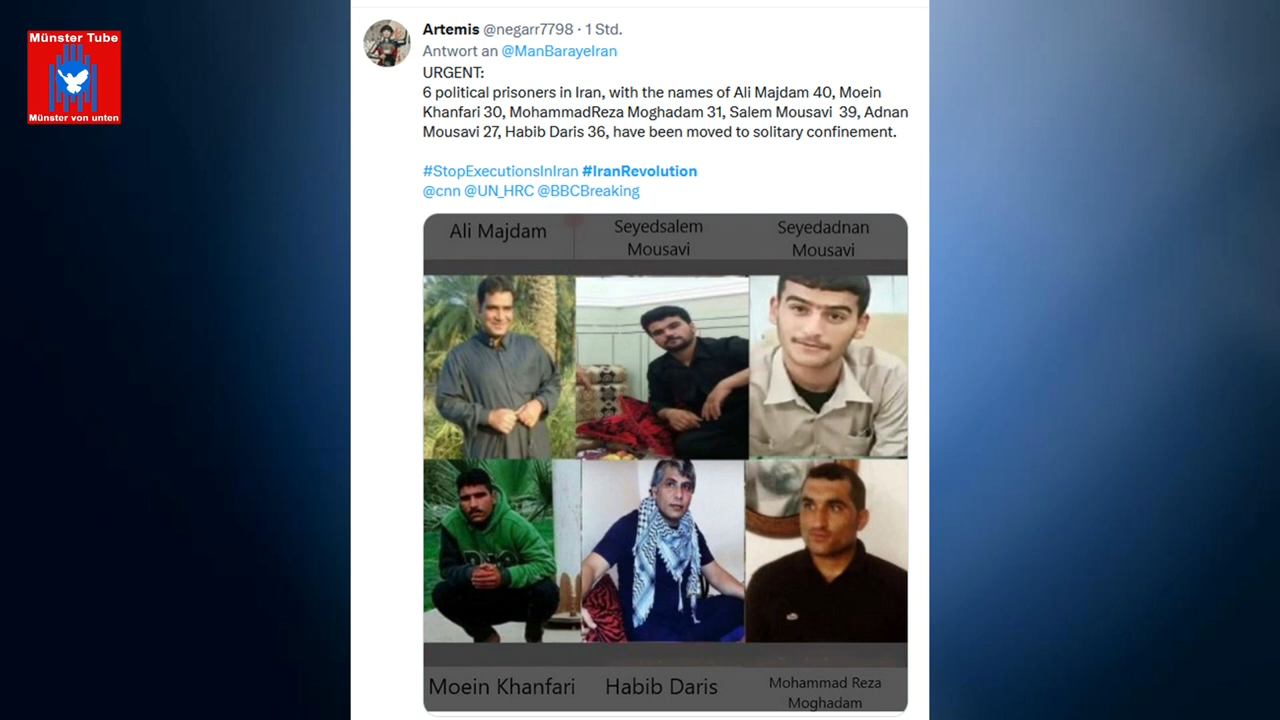 Münster Tube
Münster von unten
Artemis @negarr7798 · 1 Std.
Antwort an @ManBarayeIran
URGENT:
6 political prisoners in Iran, with the names of Ali Majdam 40, Moein
Khanfari 30, MohammadReza Moghadam 31, Salem Mousavi 39, Adnan
Mousavi 27, Habib Daris 36, have been moved to solitary confinement.
#StopExecutionsInIran #IranRevolution
@cnn @UN_HRC @BBCBreaking
Ali Majdam
Seyedsalem
Mousavi
Seyedadnan
Mousavi
Moein Khanfari
Habib Daris
Mohammad Reza
Moghadam